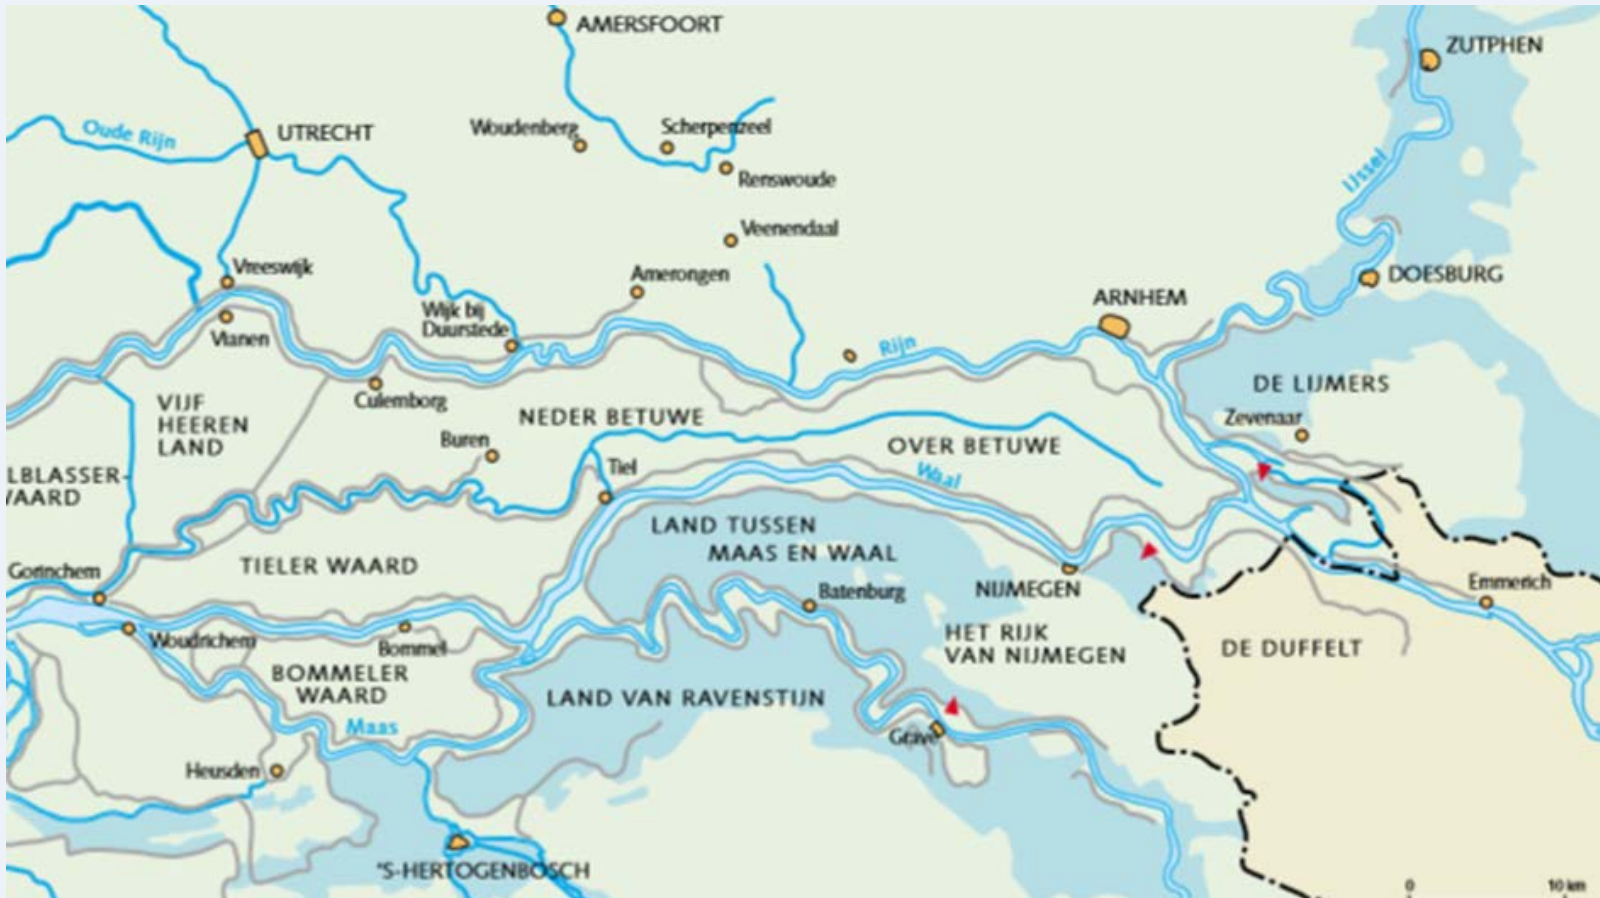 AMERSFOORT
ZUTPHEN
Oude Rijn
UTRECHT
Woudenberg
Scherpenzeel
Renswoude
IJssel
Veenendaal
Vreeswijk
Amerongen
DOESBURG
Wijk bij
Duurstede
ARNHEM
Vianen
Rijn
DE LIJMERS
Culemborg
VIJF
HEEREN
LAND
NEDER BETUWE
Zevenaar
Buren
OVER BETUWE
Tiel
Waal
LBLASSER-
WAARD
LAND TUSSEN
MAAS EN WAAL
TIELER WAARD
Gorinchem
NIJMEGEN
Emmerich
Batenburg
Woudrichem
Bommel
HET RIJK
VAN NIJMEGEN
DE DUFFELT
BOMMELER
WAARD
LAND VAN RAVENSTIJN
Maas
Grave
Heusden
"S-HERTOGENBOSCH
0
10 km